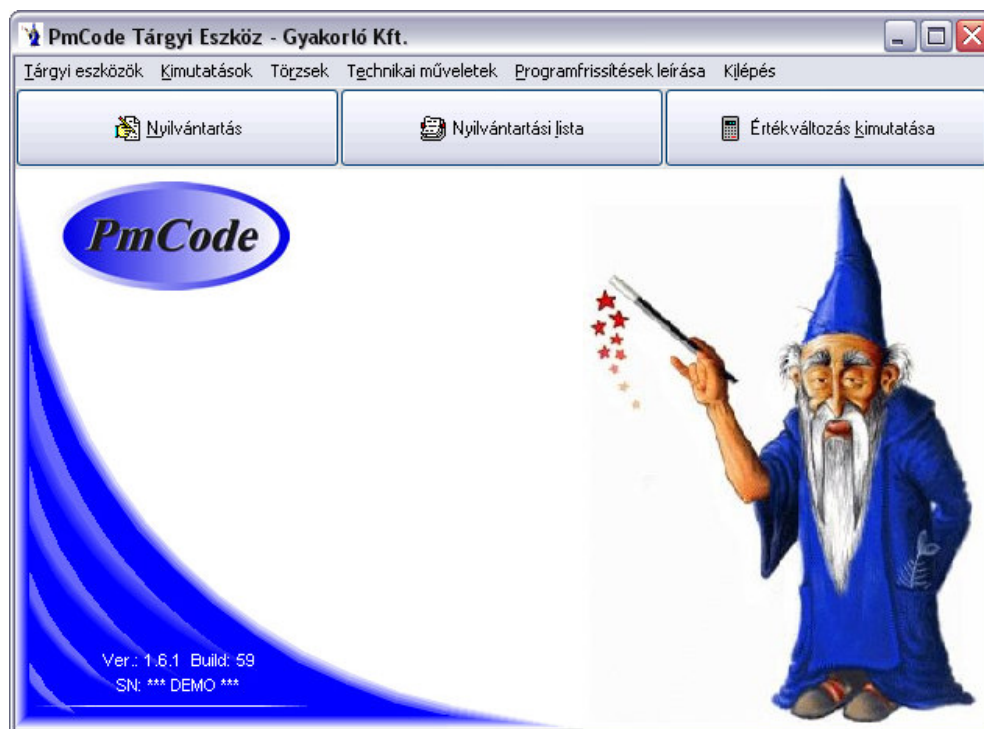 PmCode Tárgyi Eszköz - Gyakorló Kft.
Tárgyi eszközök Kimutatások Törzsek Technikai műveletek Programfrissítések leírása Kilépés
Nyilvántartás Nyilvántartási lista Értékváltozás kimutatása
PmCode
Ver.: 1.6.1 Build: 59
SN: *** DEMO ***